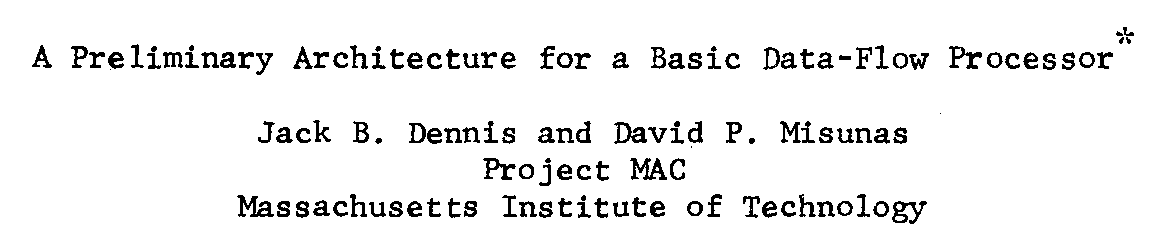 A Preliminary Architecture for a Basic Data-Flow Processor*
Jack B. Dennis and David P. Misunas
Project MAC
Massachusetts Institute of Technology